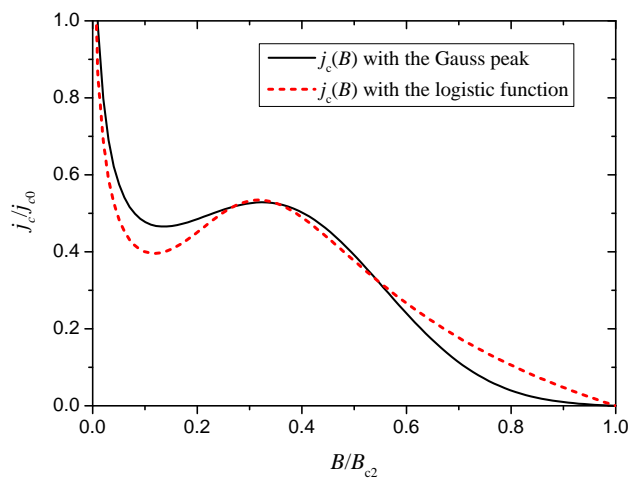 1.0
0.8
0.6
0.4
0.2
0.0
j_c/j_c0
j_c(B) with the Gauss peak
j_c(B) with the logistic function
0.0 0.2 0.4 0.6 0.8 1.0
B/B_c2